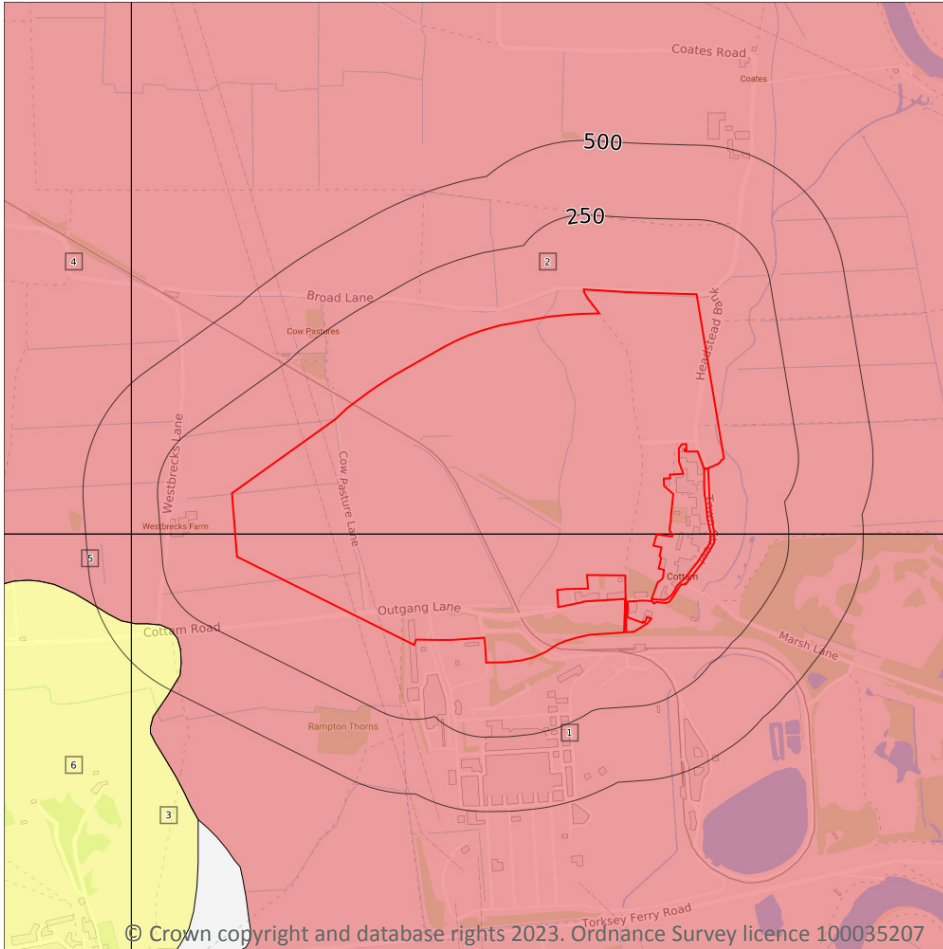 Coates Road
Coates
500
250
4
2
Broad Lane
Headstead Bank
Cow Pastures
Westbrecks Lane
Cow Pasture Lane
Westbrecks Farm
5
Cottam
Outgang Lane
Cottam Road
Marsh Lane
Rampton Thorns
1
6
3
Torksey Ferry Road
© Crown copyright and database rights 2023. Ordnance Survey licence 100035207